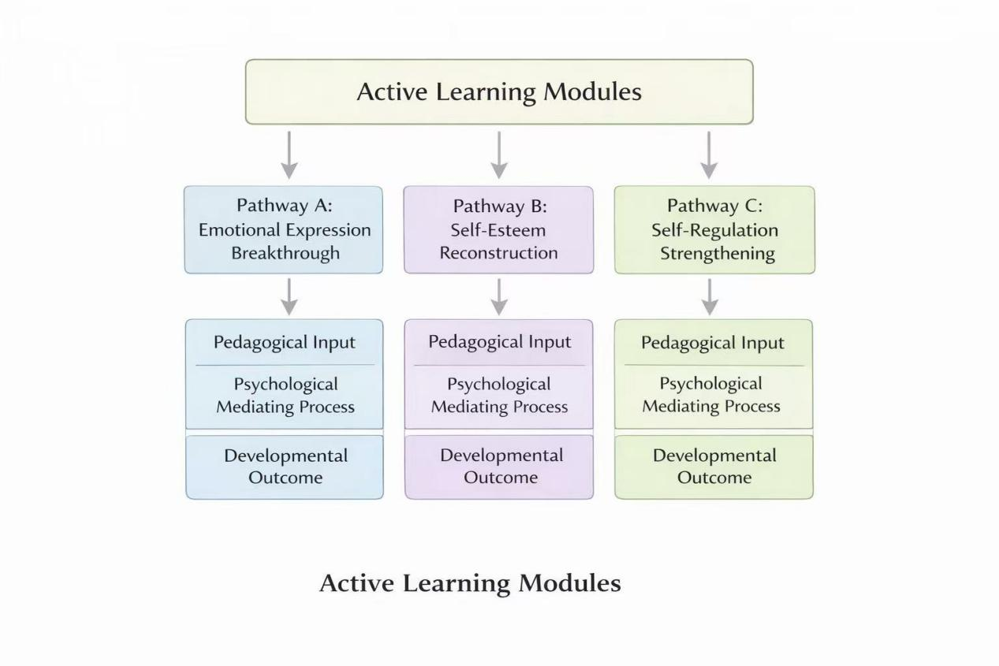 Active Learning Modules
Pathway A:
Emotional Expression
Breakthrough
Pathway B:
Self-Esteem
Reconstruction
Pathway C:
Self-Regulation
Strengthening
Pedagogical Input
Psychological
Mediating Process
Developmental
Outcome
Pedagogical Input
Psychological
Mediating Process
Developmental
Outcome
Pedagogical Input
Psychological
Mediating Process
Developmental
Outcome
Active Learning Modules